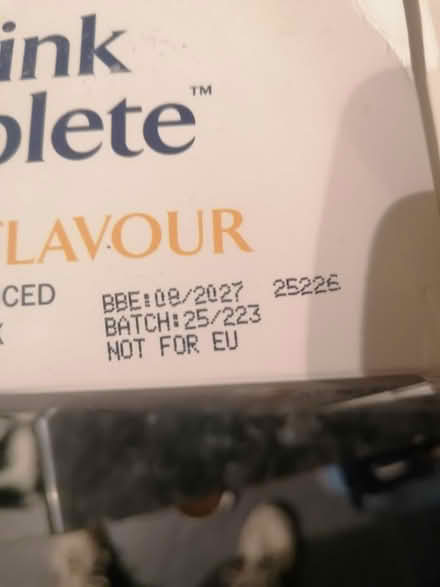 ink
plete™
FLAVOUR
CED
BBE:08/2027 25226
BATCH:25/223
NOT FOR EU